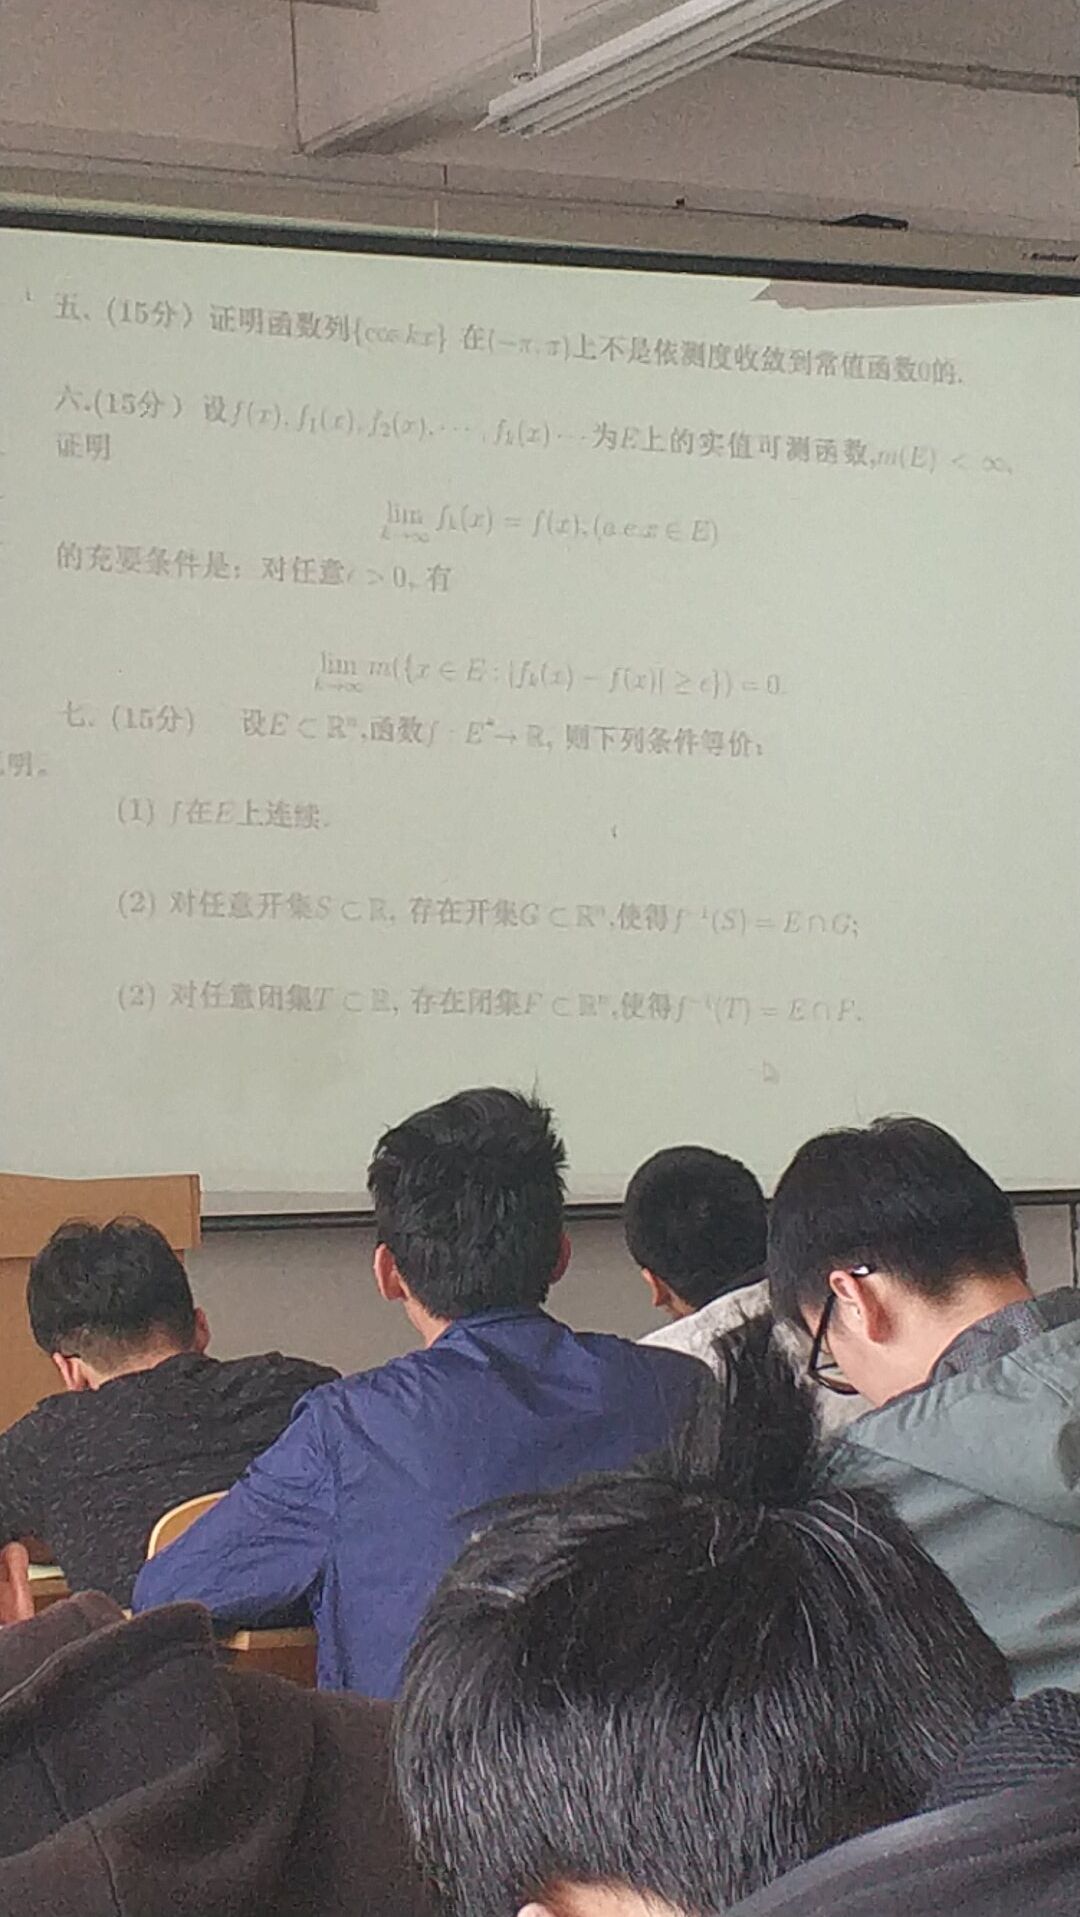 五、(15分) 证明函数列{cos kx} 在(−π, π)上不是依测度收敛到常值函数0的.
六.(15分) 设f(x), f₁(x), f₂(x), ⋯ , fₖ(x) ⋯ 为E上的实值可测函数,m(E) < ∞,
证明
lim k→∞ fₖ(x) = f(x), (a.e.x ∈ E)
的充要条件是：对任意ϵ > 0, 有
lim k→∞ m({x ∈ E : |fₖ(x) − f(x)| ≥ ϵ}) = 0.
七. (15分) 设E ⊂ ℝⁿ,函数f : E → ℝ, 则下列条件等价：
明。
(1) f在E上连续.
(2) 对任意开集S ⊂ ℝ, 存在开集G ⊂ ℝⁿ,使得f⁻¹(S) = E ∩ G;
(2) 对任意闭集T ⊂ ℝ, 存在闭集F ⊂ ℝⁿ,使得f⁻¹(T) = E ∩ F.